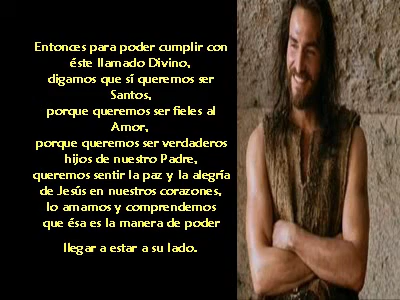 Entonces para poder cumplir con
éste llamado Divino,
digamos que sí queremos ser
Santos,
porque queremos ser fieles al
Amor,
porque queremos ser verdaderos
hijos de nuestro Padre,
queremos sentir la paz y la alegría
de Jesús en nuestros corazones,
lo amamos y comprendemos
que ésa es la manera de poder
llegar a estar a su lado.